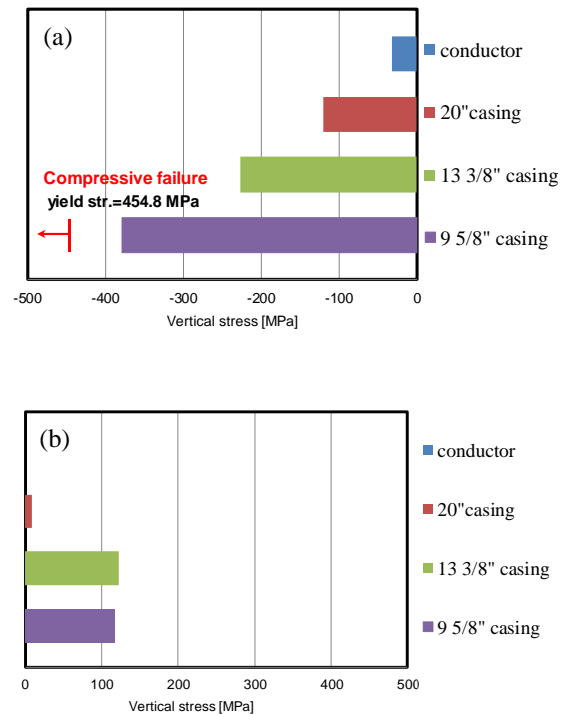 (a)
conductor
20"casing
13 3/8" casing
9 5/8" casing
Compressive failure
yield str.=454.8 MPa
-500 -400 -300 -200 -100 0
Vertical stress [MPa]
(b)
conductor
20"casing
13 3/8" casing
9 5/8" casing
0 100 200 300 400 500
Vertical stress [MPa]